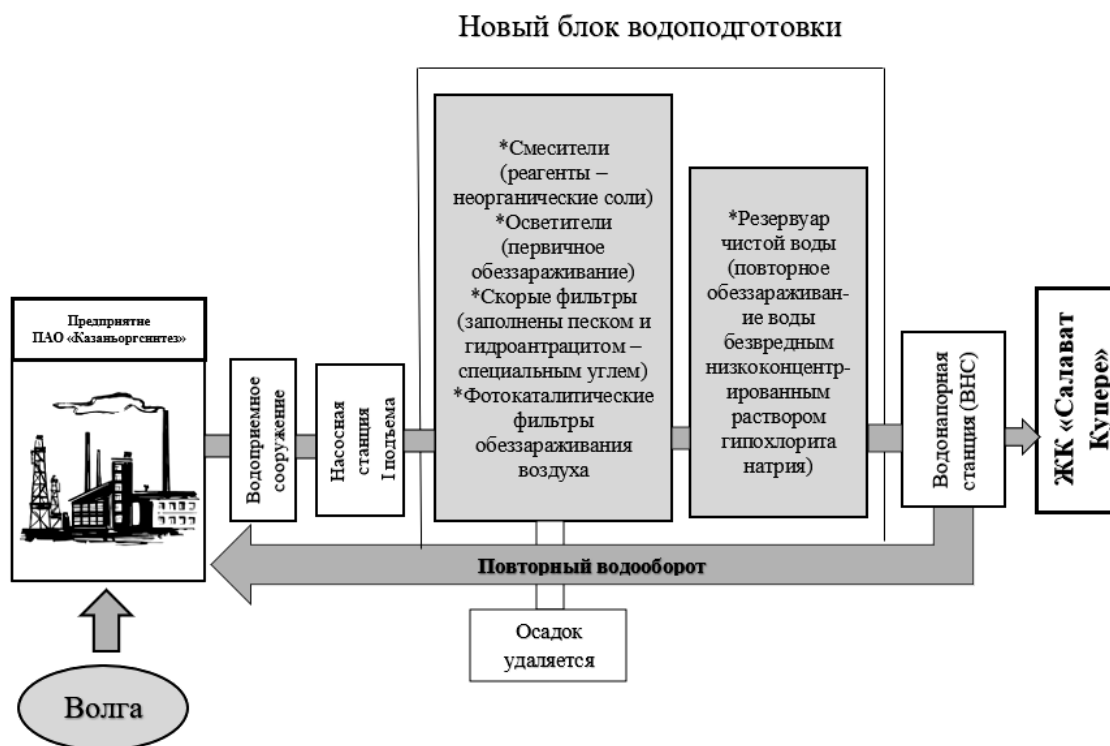 Новый блок водоподготовки
*Смесители
(реагенты –
неорганические соли)
*Осветители
(первичное
обеззараживание)
*Скорые фильтры
(заполнены песком и
гидроантрацитом –
специальным углем)
*Фотокаталитические
фильтры
обеззараживания
воздуха
*Резервуар
чистой воды
(повторное
обеззараживан-
ие воды
безвредным
низкоконцентр-
ированным
раствором
гипохлорита
натрия)
Предприятие
ПАО «Казаньоргсинтез»
Водоприемное
сооружение
Насосная
станция
I подъема
Водонапорная
станция (ВНС)
ЖК «Салават
Купере»
Повторный водооборот
Осадок
удаляется
Волга